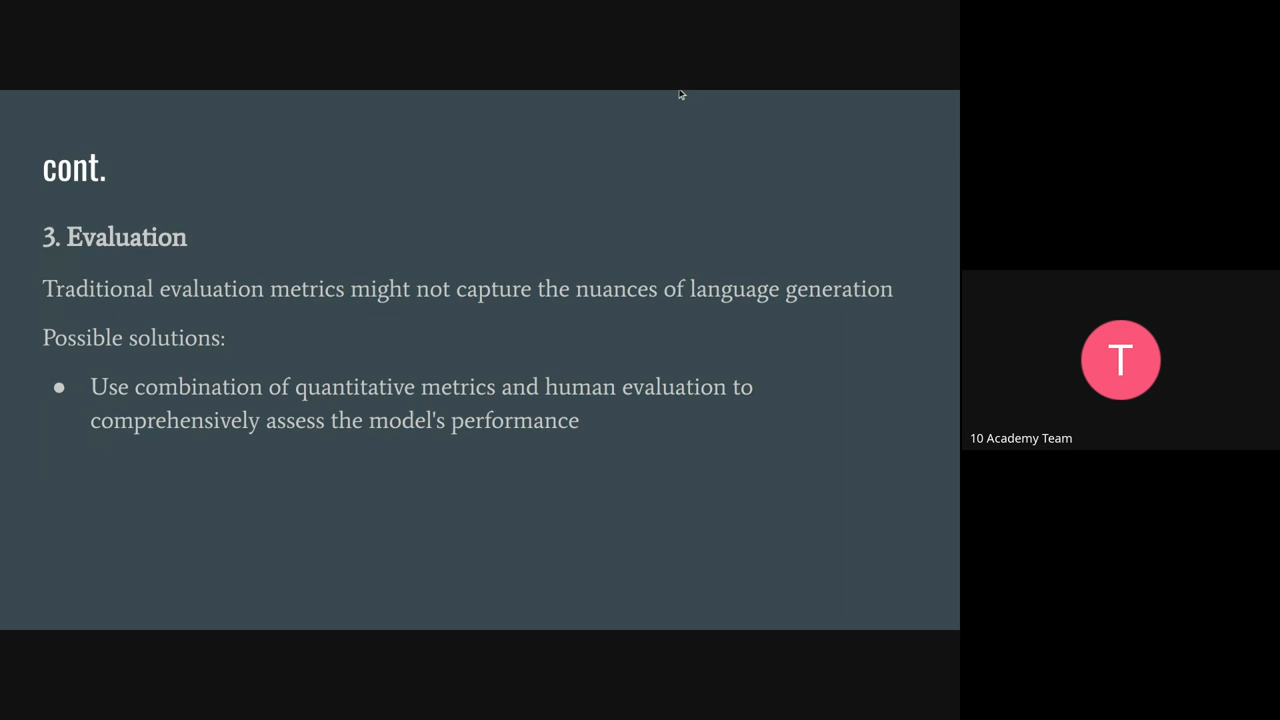 cont.
3. Evaluation
Traditional evaluation metrics might not capture the nuances of language generation
Possible solutions:
● Use combination of quantitative metrics and human evaluation to
comprehensively assess the model's performance
T
10 Academy Team